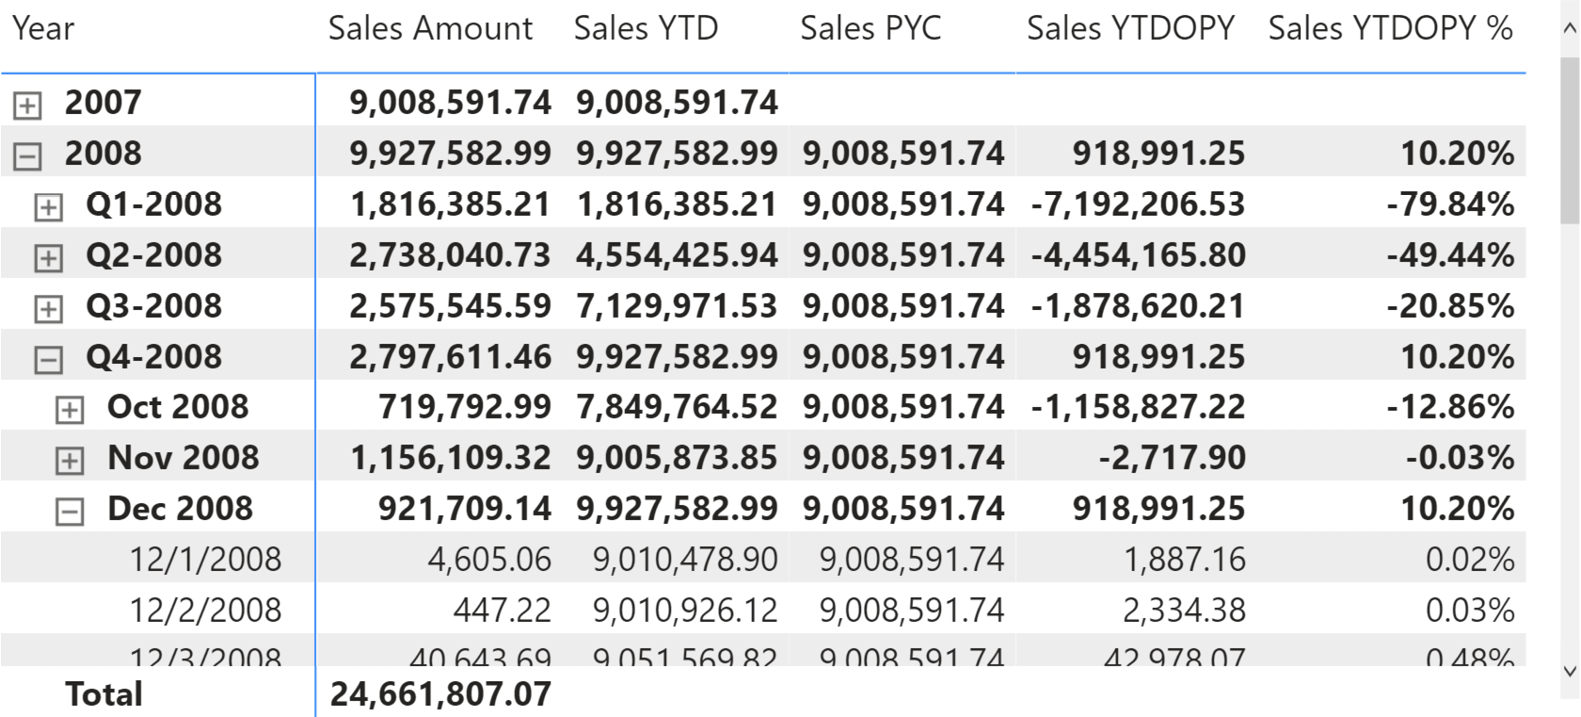 Year Sales Amount Sales YTD Sales PYC Sales YTDOPY Sales YTDOPY %
2007 9,008,591.74 9,008,591.74
2008 9,927,582.99 9,927,582.99 9,008,591.74 918,991.25 10.20%
Q1-2008 1,816,385.21 1,816,385.21 9,008,591.74 -7,192,206.53 -79.84%
Q2-2008 2,738,040.73 4,554,425.94 9,008,591.74 -4,454,165.80 -49.44%
Q3-2008 2,575,545.59 7,129,971.53 9,008,591.74 -1,878,620.21 -20.85%
Q4-2008 2,797,611.46 9,927,582.99 9,008,591.74 918,991.25 10.20%
Oct 2008 719,792.99 7,849,764.52 9,008,591.74 -1,158,827.22 -12.86%
Nov 2008 1,156,109.32 9,005,873.85 9,008,591.74 -2,717.90 -0.03%
Dec 2008 921,709.14 9,927,582.99 9,008,591.74 918,991.25 10.20%
12/1/2008 4,605.06 9,010,478.90 9,008,591.74 1,887.16 0.02%
12/2/2008 447.22 9,010,926.12 9,008,591.74 2,334.38 0.03%
12/3/2008 40,643.69 9,051,569.82 9,008,591.74 42,978.07 0.48%
Total 24,661,807.07